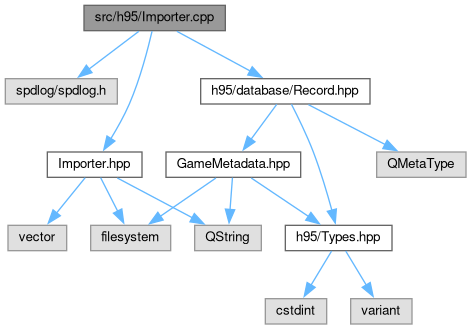 src/h95/Importer.cpp
spdlog/spdlog.h
h95/database/Record.hpp
Importer.hpp
GameMetadata.hpp
QMetaType
vector
filesystem
QString
h95/Types.hpp
cstdint
variant